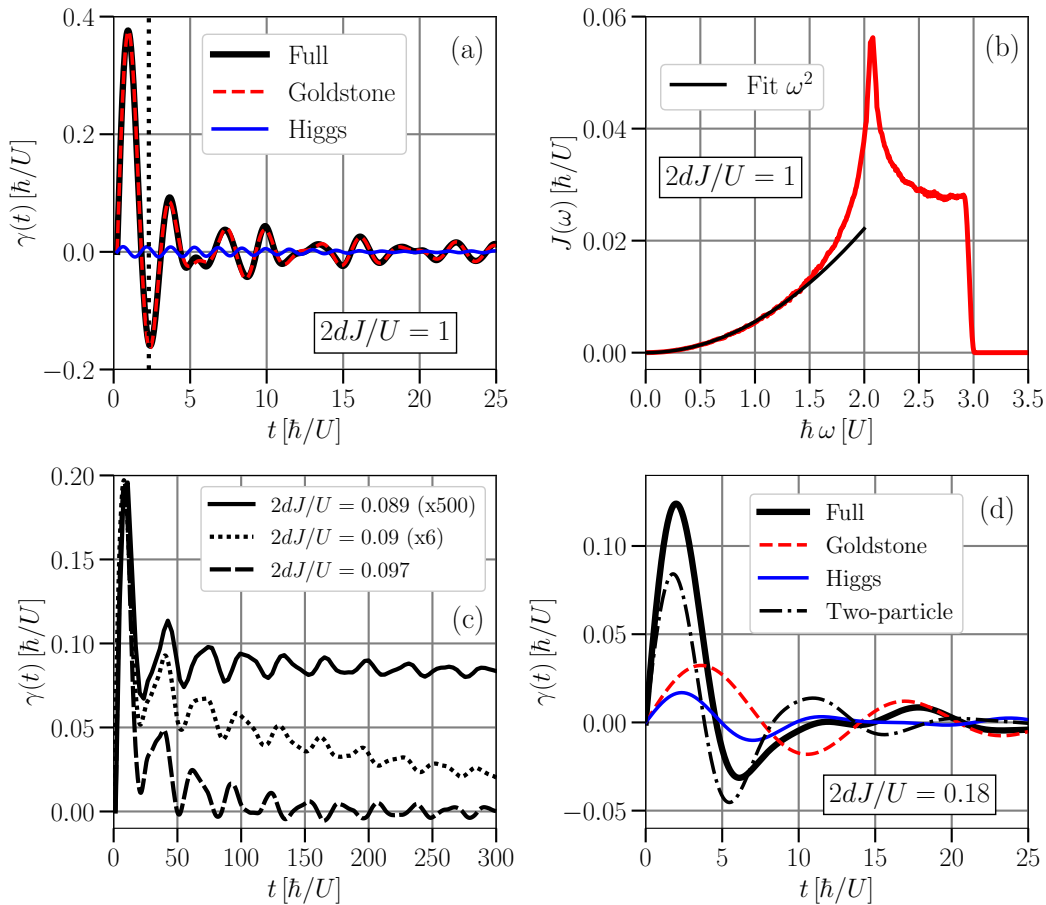 (a)
0.4
0.2
0.0
−0.2
γ(t) [ħ/U]
Full
Goldstone
Higgs
2dJ/U = 1
0 5 10 15 20 25
t [ħ/U]
(b)
0.06
0.04
0.02
0.00
J(ω) [ħ/U]
Fit ω²
2dJ/U = 1
0.0 0.5 1.0 1.5 2.0 2.5 3.0 3.5
ħ ω [U]
(c)
0.20
0.15
0.10
0.05
0.00
γ(t) [ħ/U]
2dJ/U = 0.089 (x500)
2dJ/U = 0.09 (x6)
2dJ/U = 0.097
0 50 100 150 200 250 300
t [ħ/U]
(d)
0.10
0.05
0.00
−0.05
γ(t) [ħ/U]
Full
Goldstone
Higgs
Two-particle
2dJ/U = 0.18
0 5 10 15 20 25
t [ħ/U]